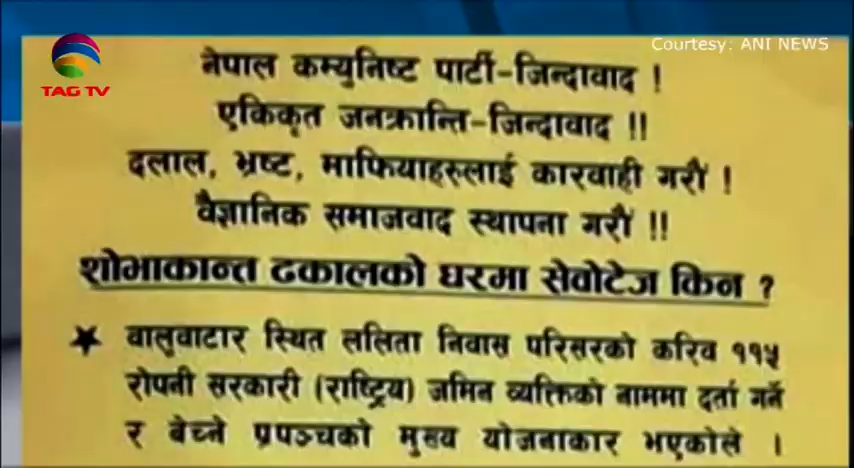 Courtesy: ANI NEWS
TAG TV
नेपाल कम्युनिष्ट पार्टी-जिन्दावाद !
एकिकृत जनक्रान्ति-जिन्दावाद !!
दलाल, भ्रष्ट, माफियाहरुलाई कारवाही गरौं !
वैज्ञानिक समाजवाद स्थापना गरौं !!
शोभाकान्त ढकालको घरमा सेवोटेज किन ?
★ वालुवाटार स्थित ललिता निवास परिसरको करिव ११५
रोपनी सरकारी (राष्ट्रिय) जमिन व्यक्तिको नाममा दर्ता गर्ने
र बेच्ने प्रपञ्चको मुख्य योजनाकार भएकोले ।